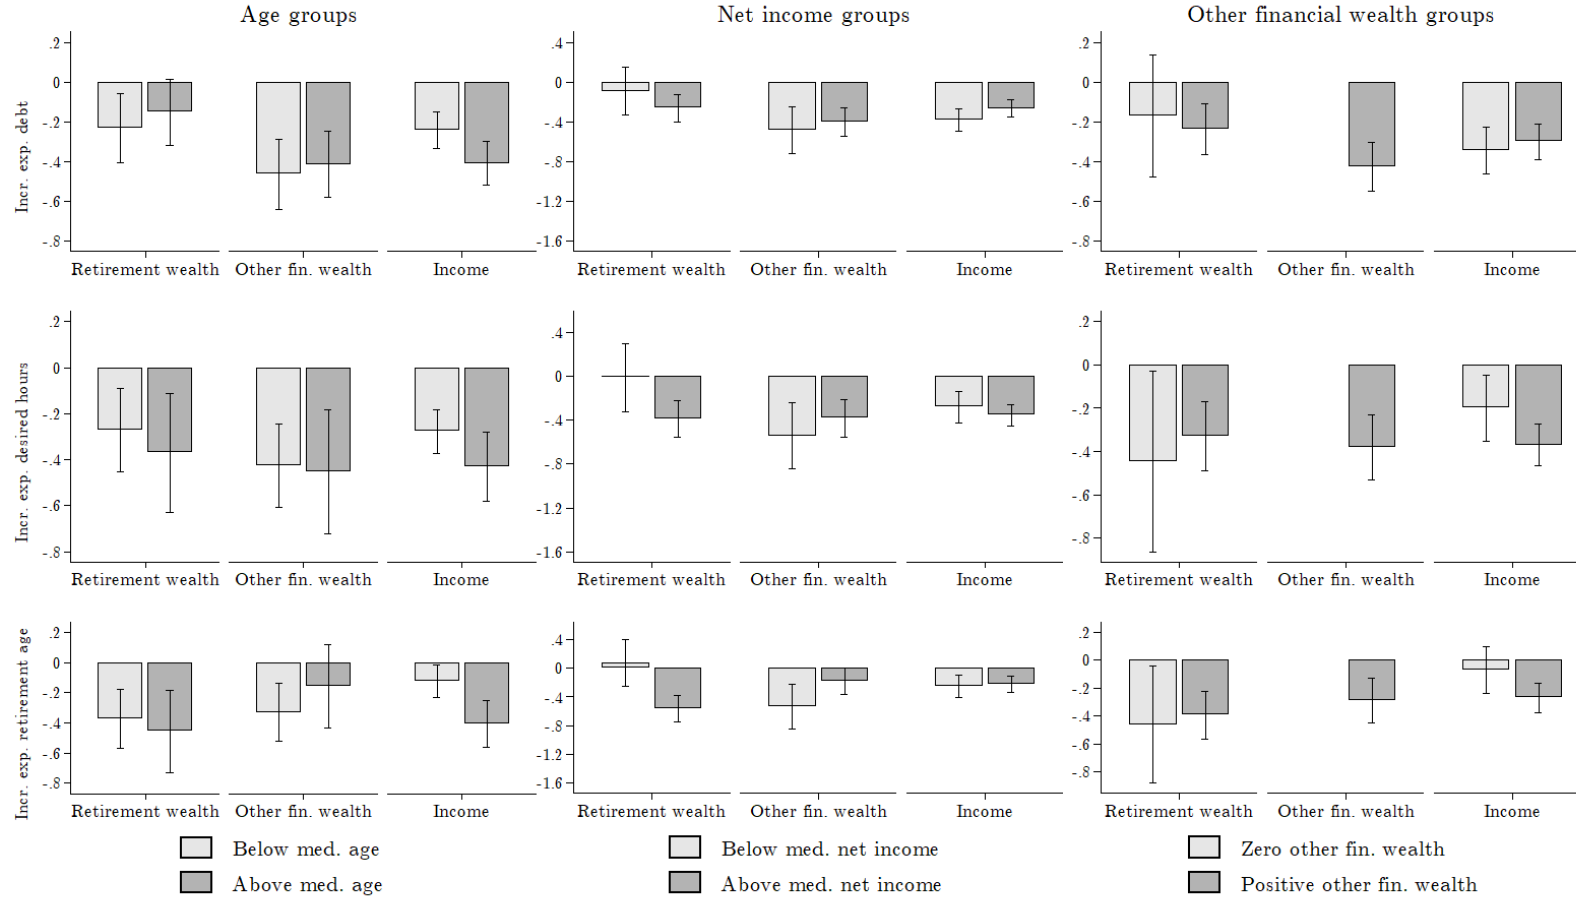 Age groups
Net income groups
Other financial wealth groups
Incr. exp. debt
.2
0
-.2
-.4
-.6
-.8
Retirement wealth
Other fin. wealth
Income
.4
0
-.4
-.8
-1.2
-1.6
Retirement wealth
Other fin. wealth
Income
.2
0
-.2
-.4
-.6
-.8
Retirement wealth
Other fin. wealth
Income
Incr. exp. desired hours
.2
0
-.2
-.4
-.6
-.8
Retirement wealth
Other fin. wealth
Income
.4
0
-.4
-.8
-1.2
-1.6
Retirement wealth
Other fin. wealth
Income
.2
0
-.2
-.4
-.6
-.8
Retirement wealth
Other fin. wealth
Income
Incr. exp. retirement age
.2
0
-.2
-.4
-.6
-.8
Retirement wealth
Other fin. wealth
Income
.4
0
-.4
-.8
-1.2
-1.6
Retirement wealth
Other fin. wealth
Income
.2
0
-.2
-.4
-.6
-.8
Retirement wealth
Other fin. wealth
Income
Below med. age
Above med. age
Below med. net income
Above med. net income
Zero other fin. wealth
Positive other fin. wealth